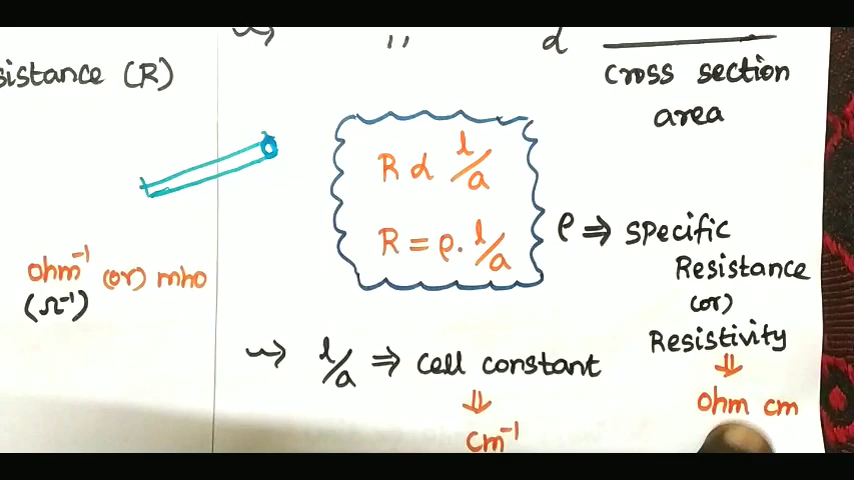 sistance (R)
ohm⁻¹ (or) mho
(Ω⁻¹)
〃 α
cross section
area
R α l/a
R = ρ. l/a
ρ ⇒ specific
Resistance
(or)
Resistivity
⇓
ohm cm
→ l/a ⇒ cell constant
⇓
cm⁻¹